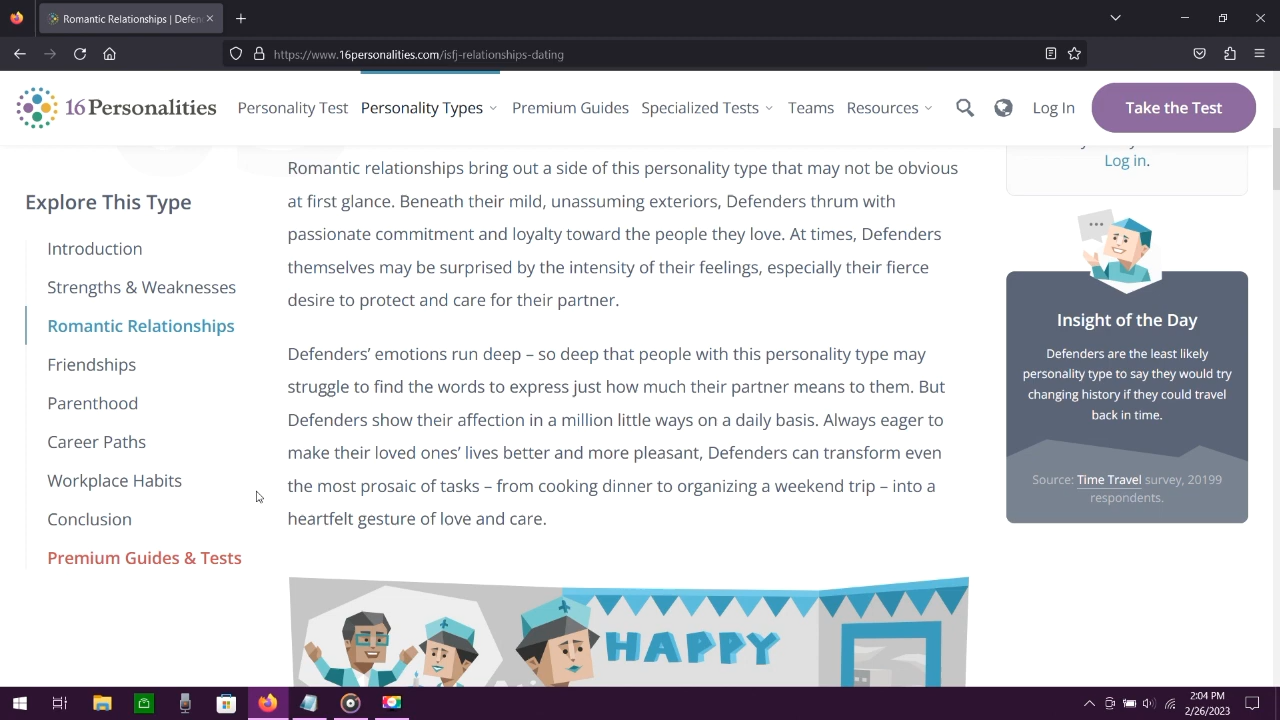 Romantic Relationships | Defen
https://www.16personalities.com/isfj-relationships-dating
16Personalities
Personality Test
Personality Types
Premium Guides
Specialized Tests
Teams
Resources
Log In
Take the Test
Explore This Type
Introduction
Strengths & Weaknesses
Romantic Relationships
Friendships
Parenthood
Career Paths
Workplace Habits
Conclusion
Premium Guides & Tests
Romantic relationships bring out a side of this personality type that may not be obvious
at first glance. Beneath their mild, unassuming exteriors, Defenders thrum with
passionate commitment and loyalty toward the people they love. At times, Defenders
themselves may be surprised by the intensity of their feelings, especially their fierce
desire to protect and care for their partner.
Defenders’ emotions run deep – so deep that people with this personality type may
struggle to find the words to express just how much their partner means to them. But
Defenders show their affection in a million little ways on a daily basis. Always eager to
make their loved ones’ lives better and more pleasant, Defenders can transform even
the most prosaic of tasks – from cooking dinner to organizing a weekend trip – into a
heartfelt gesture of love and care.
HAPPY
Log in.
Insight of the Day
Defenders are the least likely
personality type to say they would try
changing history if they could travel
back in time.
Source: Time Travel survey, 20199
respondents.
2:04 PM
2/26/2023